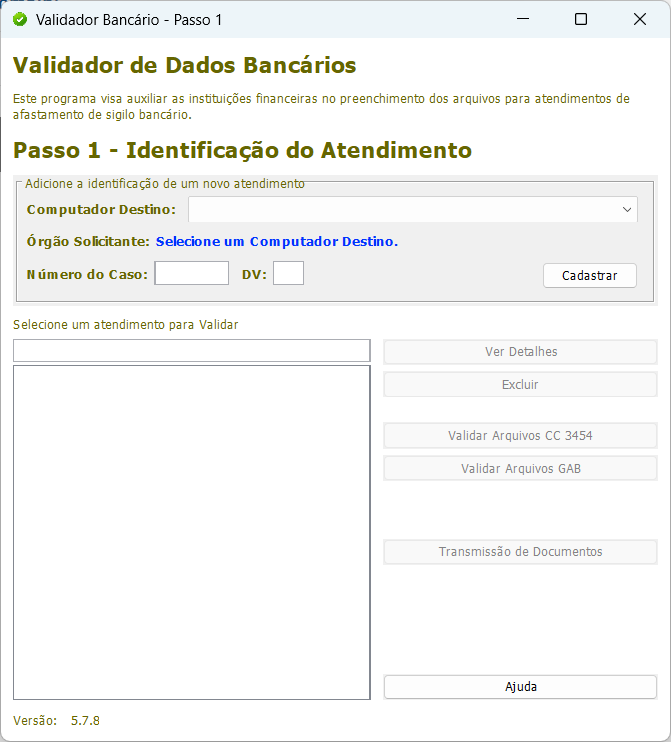 Validador Bancário - Passo 1
Validador de Dados Bancários
Este programa visa auxiliar as instituições financeiras no preenchimento dos arquivos para atendimentos de
afastamento de sigilo bancário.
Passo 1 - Identificação do Atendimento
Adicione a identificação de um novo atendimento
Computador Destino:
Órgão Solicitante: Selecione um Computador Destino.
Número do Caso: DV: Cadastrar
Selecione um atendimento para Validar
Ver Detalhes
Excluir
Validar Arquivos CC 3454
Validar Arquivos GAB
Transmissão de Documentos
Ajuda
Versão: 5.7.8